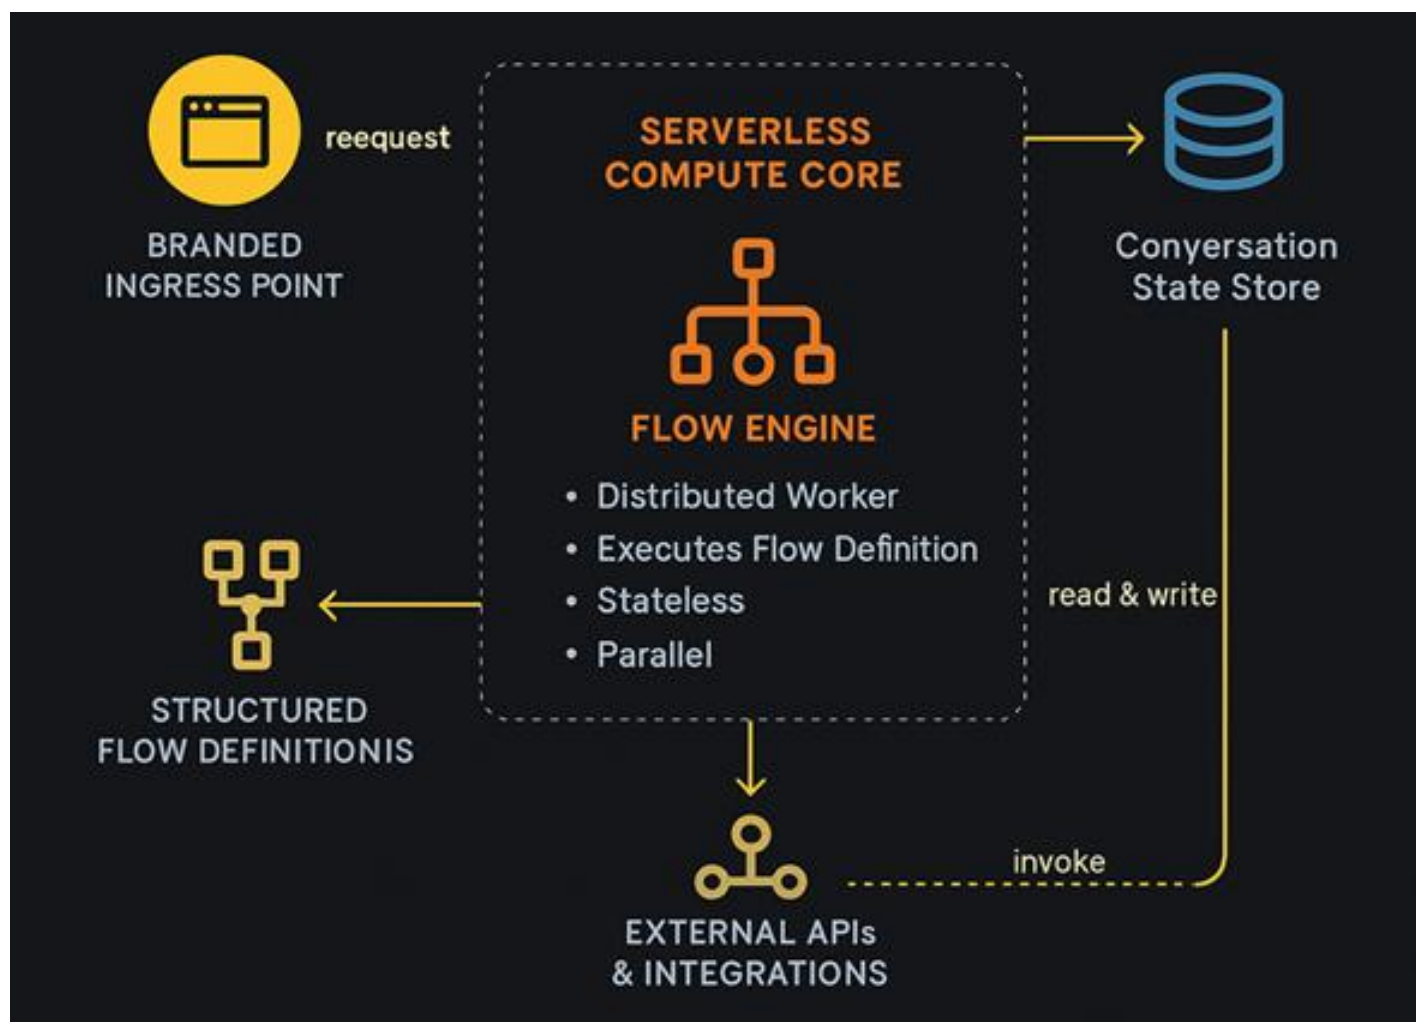 reequest
BRANDED
INGRESS POINT
SERVERLESS
COMPUTE CORE
FLOW ENGINE
• Distributed Worker
• Executes Flow Definition
• Stateless
• Parallel
Conyersation
State Store
read & write
STRUCTURED
FLOW DEFINITIONIS
invoke
EXTERNAL APIs
& INTEGRATIONS